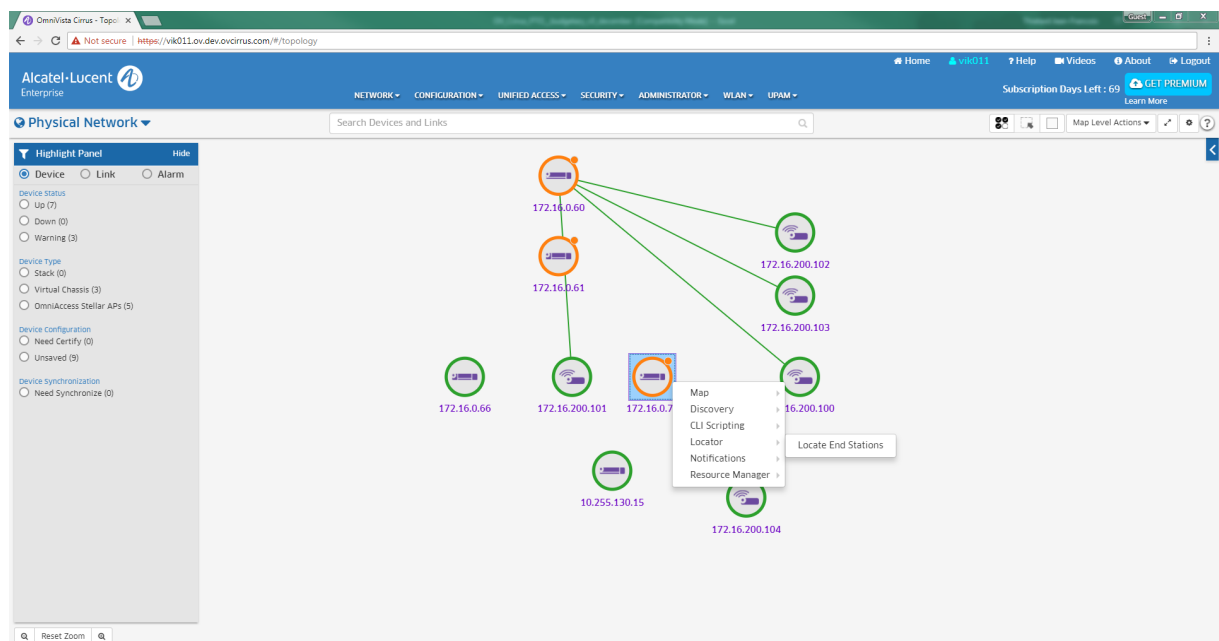 OmniVista Cirrus - Topol
Guest
Not secure | https://vik011.ov.dev.ovcirrus.com/#/topology
Home vik011 ? Help Videos About Logout
Alcatel·Lucent
Enterprise
Subscription Days Left : 69 GET PREMIUM
Learn More
NETWORK CONFIGURATION UNIFIED ACCESS SECURITY ADMINISTRATOR WLAN UPAM
Physical Network
Search Devices and Links
Map Level Actions
?
Highlight Panel Hide
Device Link Alarm
Device Status
Up (7)
Down (0)
Warning (3)
Device Type
Stack (0)
Virtual Chassis (3)
OmniAccess Stellar APs (5)
Device Configuration
Need Certify (0)
Unsaved (9)
Device Synchronization
Need Synchronize (0)
172.16.0.60
172.16.200.102
172.16.0.61
172.16.200.103
172.16.0.66
172.16.200.101
172.16.0.7
16.200.100
Map
Discovery
CLI Scripting
Locator
Locate End Stations
Notifications
Resource Manager
10.255.130.15
172.16.200.104
Reset Zoom